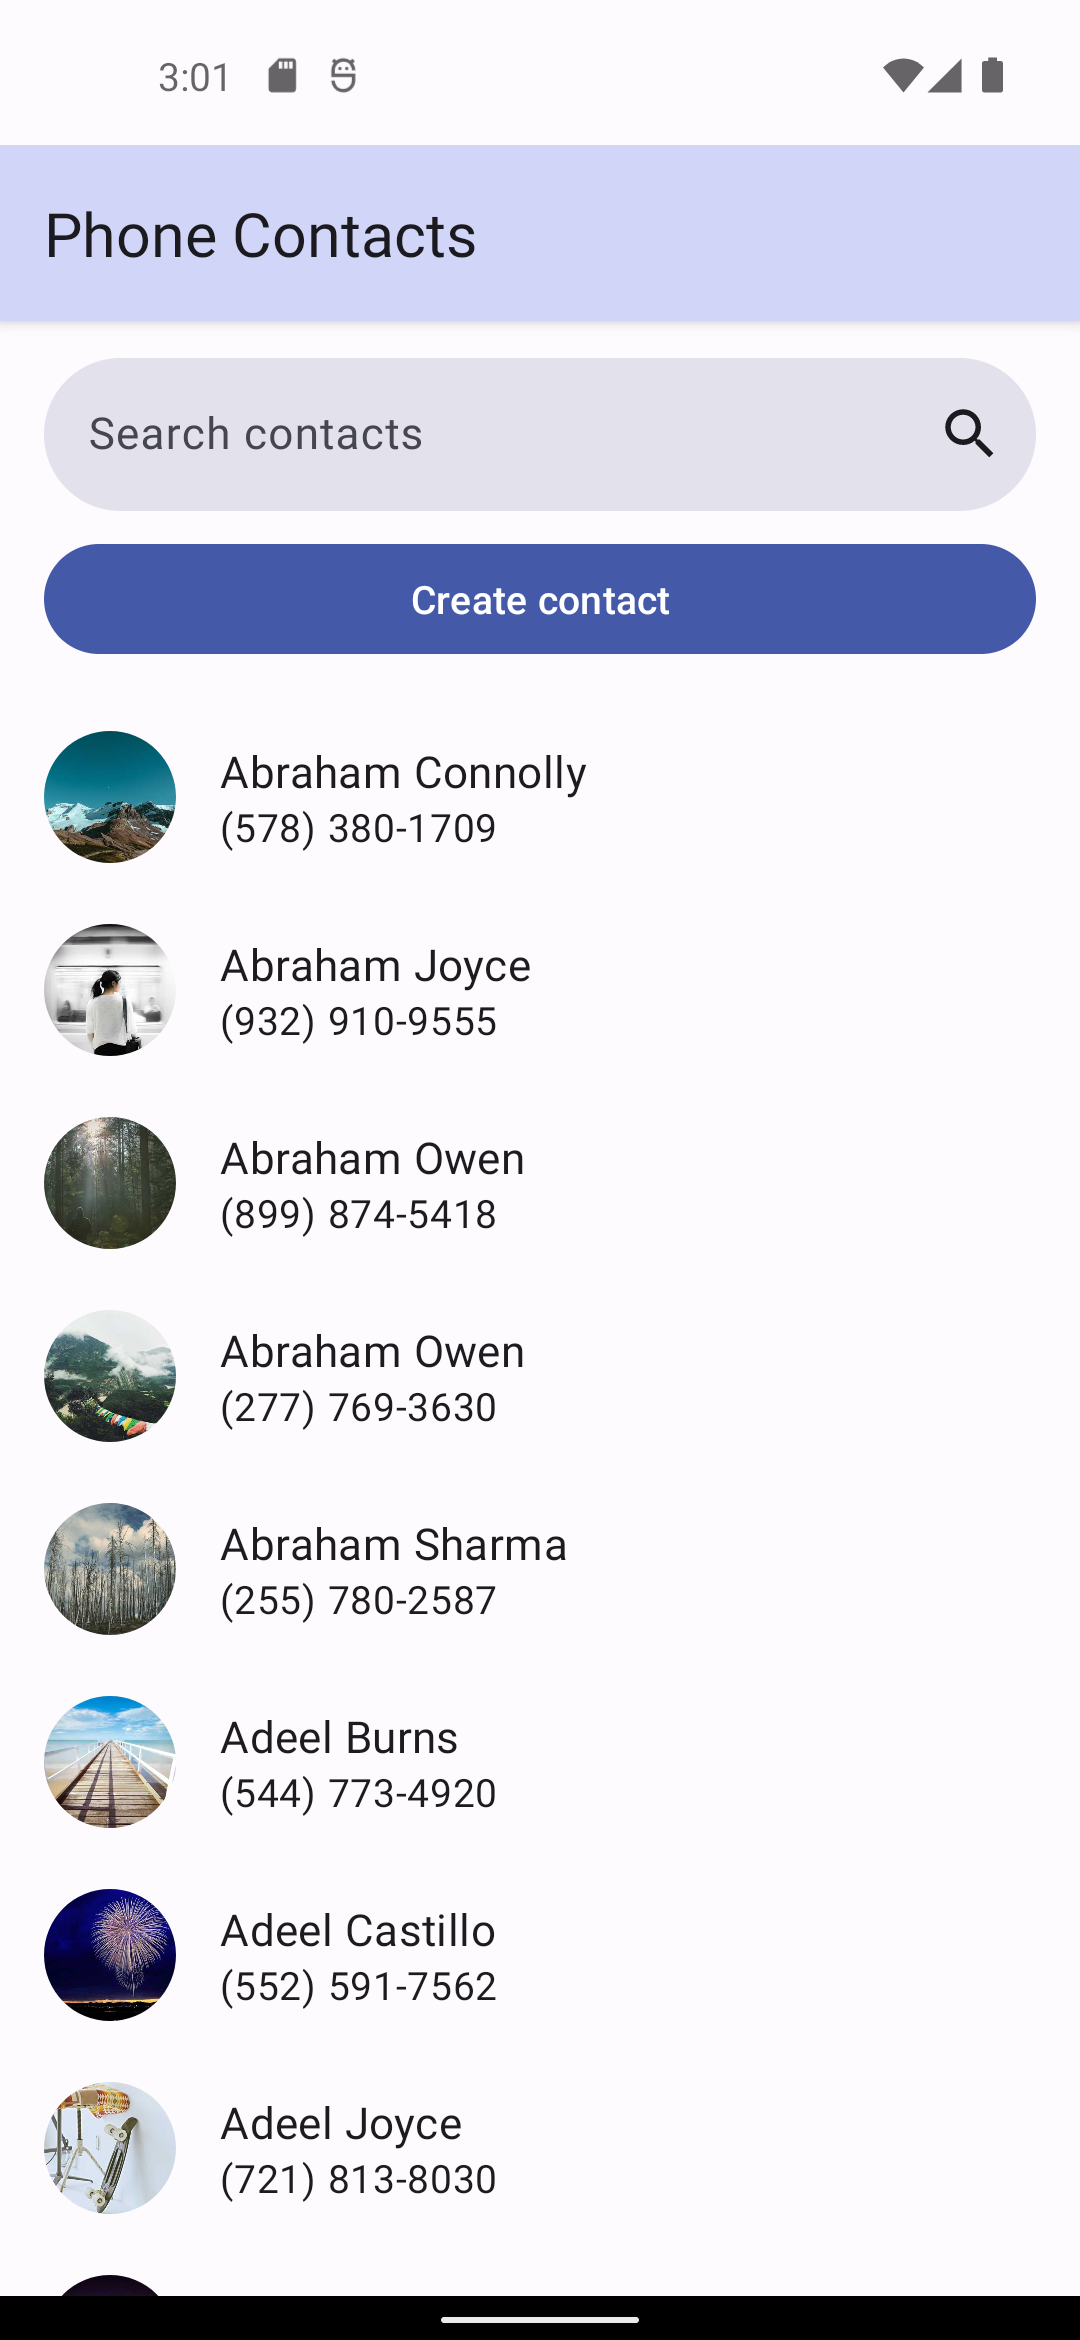 3:01
Phone Contacts
Search contacts
Create contact
Abraham Connolly
(578) 380-1709
Abraham Joyce
(932) 910-9555
Abraham Owen
(899) 874-5418
Abraham Owen
(277) 769-3630
Abraham Sharma
(255) 780-2587
Adeel Burns
(544) 773-4920
Adeel Castillo
(552) 591-7562
Adeel Joyce
(721) 813-8030